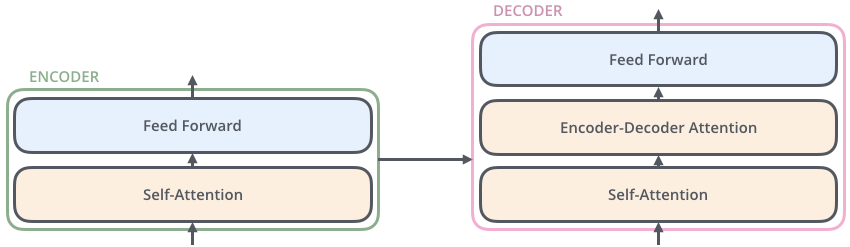 ENCODER
Feed Forward
Self-Attention
DECODER
Feed Forward
Encoder-Decoder Attention
Self-Attention